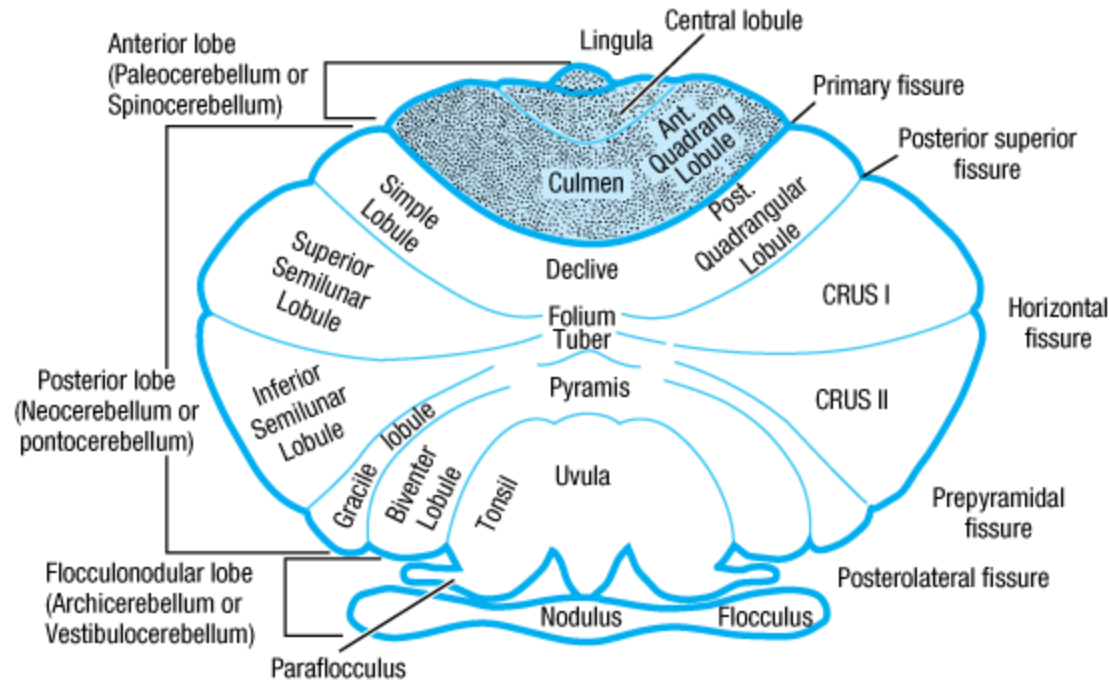 Central lobule
Lingula
Anterior lobe
(Paleocerebellum or
Spinocerebellum)
Primary fissure
Posterior superior
fissure
Ant.
Quadrang
Lobule
Culmen
Simple
Lobule
Post.
Quadrangular
Lobule
Superior
Semilunar
Lobule
Declive
CRUS I
Folium
Horizontal
fissure
Tuber
Posterior lobe
(Neocerebellum or
pontocerebellum)
Inferior
Semilunar
Lobule
Pyramis
CRUS II
Gracile lobule
Biventer
Lobule
Tonsil
Uvula
Prepyramidal
fissure
Flocculonodular lobe
(Archicerebellum or
Vestibulocerebellum)
Posterolateral fissure
Nodulus
Flocculus
Paraflocculus